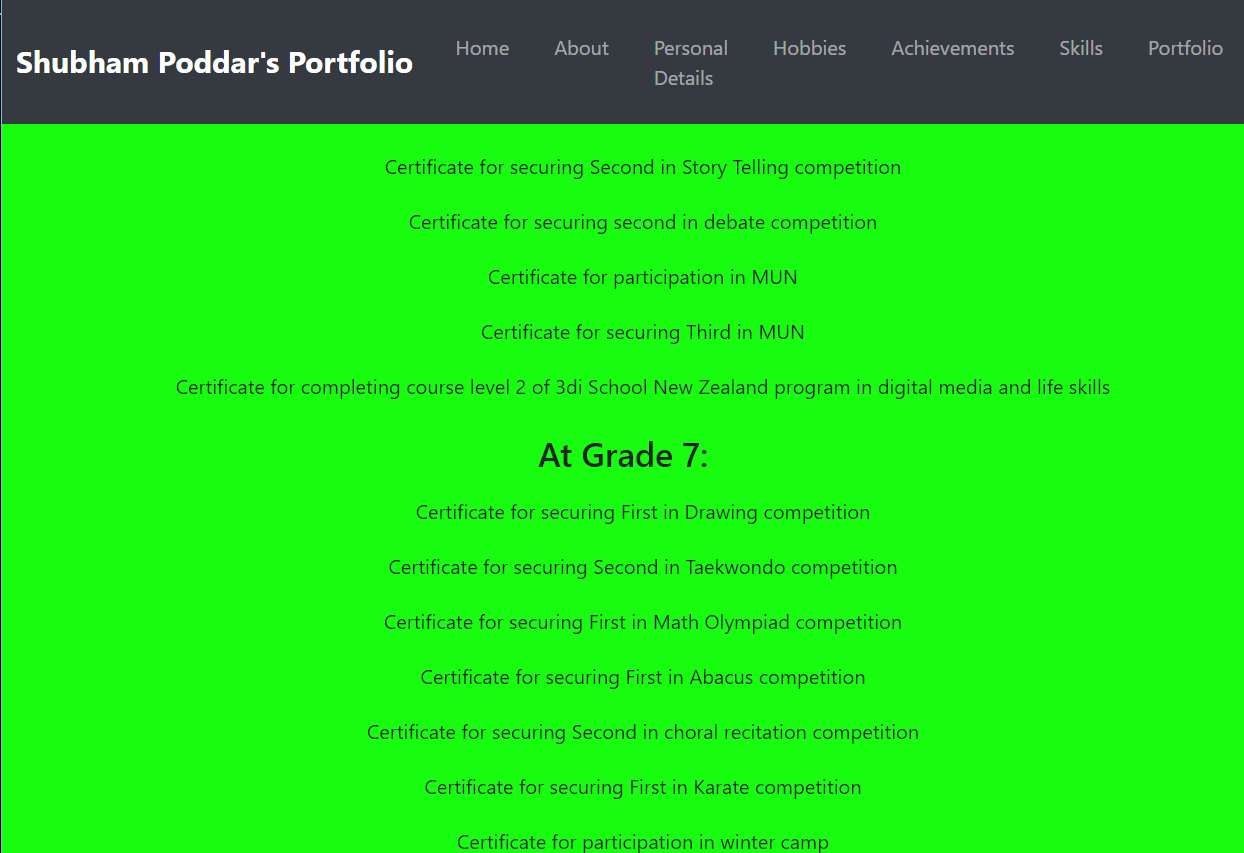 Shubham Poddar's Portfolio
Home
About
Personal
Details
Hobbies
Achievements
Skills
Portfolio
Certificate for securing Second in Story Telling competition
Certificate for securing second in debate competition
Certificate for participation in MUN
Certificate for securing Third in MUN
Certificate for completing course level 2 of 3di School New Zealand program in digital media and life skills
At Grade 7:
Certificate for securing First in Drawing competition
Certificate for securing Second in Taekwondo competition
Certificate for securing First in Math Olympiad competition
Certificate for securing First in Abacus competition
Certificate for securing Second in choral recitation competition
Certificate for securing First in Karate competition
Certificate for participation in winter camp